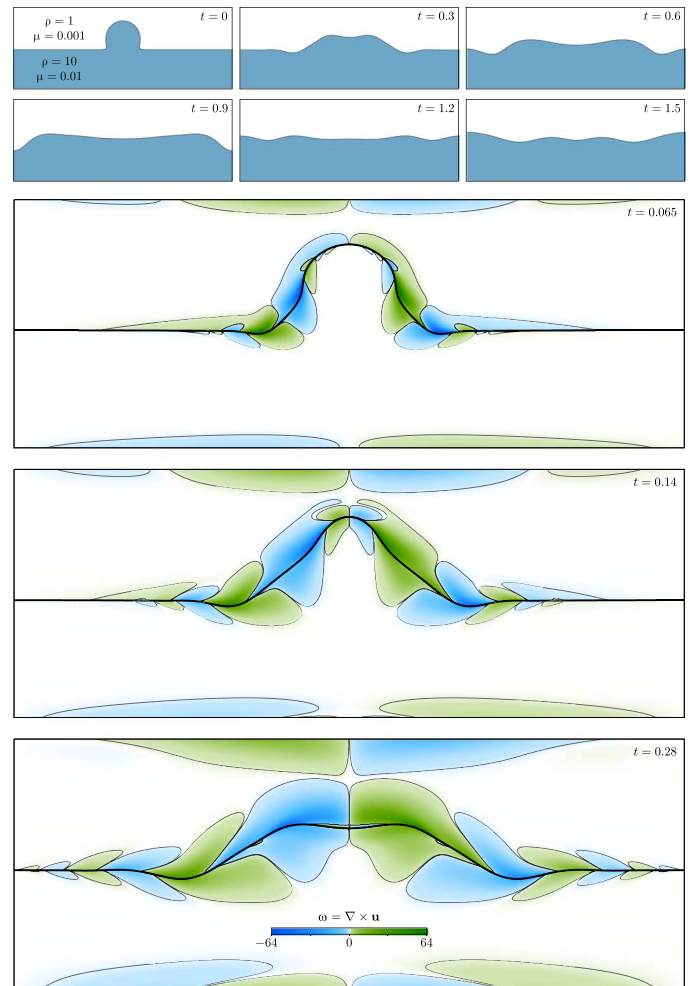 ρ = 1
μ = 0.001
ρ = 10
μ = 0.01
t = 0
t = 0.3
t = 0.6
t = 0.9
t = 1.2
t = 1.5
t = 0.065
t = 0.14
t = 0.28
ω = ∇ × u
−64 0 64